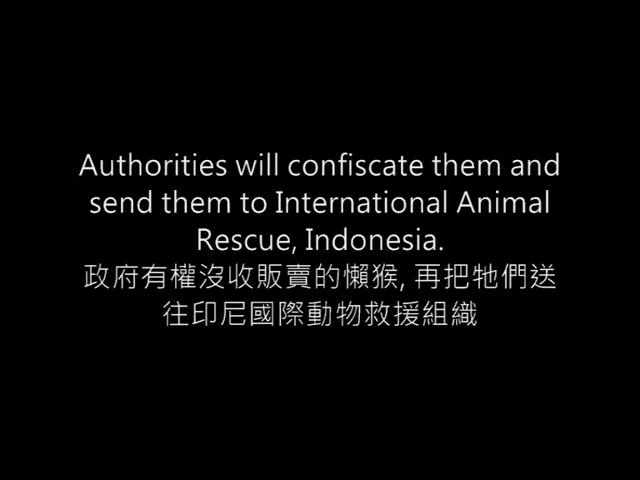 Authorities will confiscate them and
send them to International Animal
Rescue, Indonesia.
政府有權沒收販賣的懶猴, 再把牠們送
往印尼國際動物救援組織